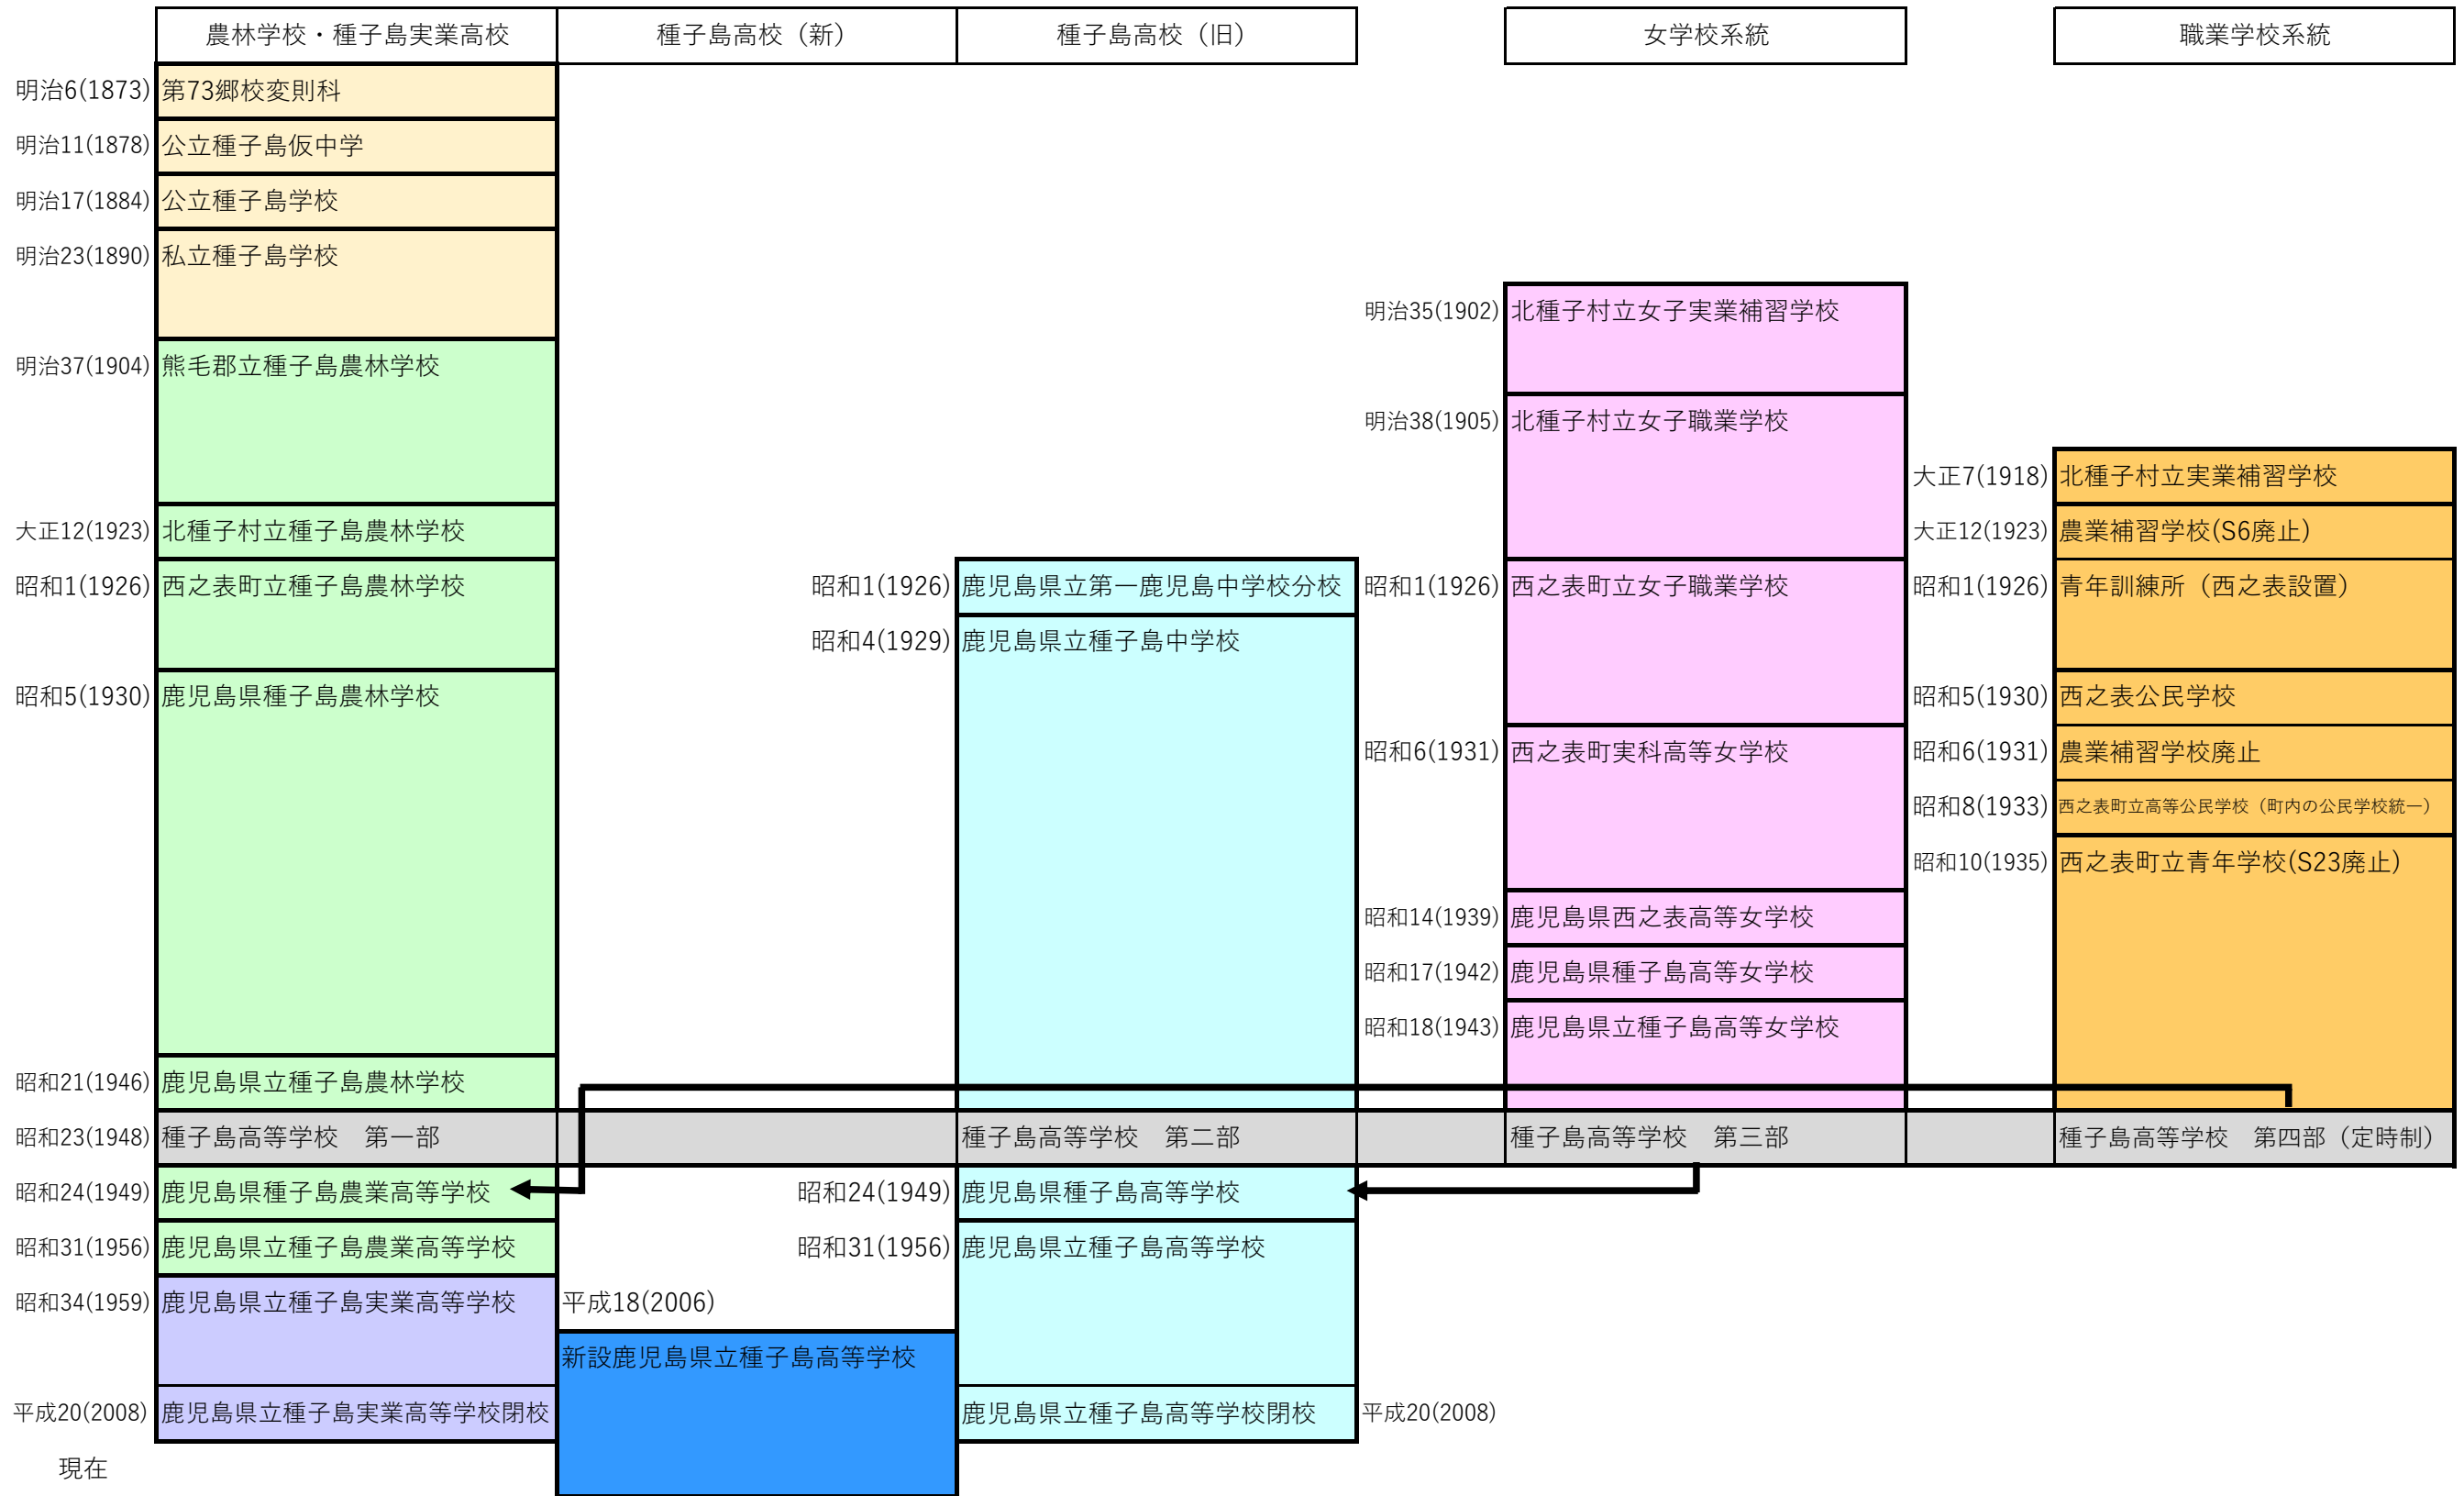 農林学校・種子島実業高校 種子島高校（新） 種子島高校（旧） 女学校系統 職業学校系統
明治6(1873) 第73郷校変則科
明治11(1878) 公立種子島仮中学
明治17(1884) 公立種子島学校
明治23(1890) 私立種子島学校
明治35(1902) 北種子村立女子実業補習学校
明治37(1904) 熊毛郡立種子島農林学校
明治38(1905) 北種子村立女子職業学校
大正7(1918) 北種子村立実業補習学校
大正12(1923) 北種子村立種子島農林学校 大正12(1923) 農業補習学校(S6廃止)
昭和1(1926) 西之表町立種子島農林学校 昭和1(1926) 鹿児島県立第一鹿児島中学校分校 昭和1(1926) 西之表町立女子職業学校 昭和1(1926) 青年訓練所（西之表設置）
昭和4(1929) 鹿児島県立種子島中学校
昭和5(1930) 鹿児島県種子島農林学校 昭和5(1930) 西之表公民学校
昭和6(1931) 西之表町実科高等女学校 昭和6(1931) 農業補習学校廃止
昭和8(1933) 西之表町立高等公民学校（町内の公民学校統一）
昭和10(1935) 西之表町立青年学校(S23廃止)
昭和14(1939) 鹿児島県西之表高等女学校
昭和17(1942) 鹿児島県種子島高等女学校
昭和18(1943) 鹿児島県立種子島高等女学校
昭和21(1946) 鹿児島県立種子島農林学校
昭和23(1948) 種子島高等学校　第一部 種子島高等学校　第二部 種子島高等学校　第三部 種子島高等学校　第四部（定時制）
昭和24(1949) 鹿児島県種子島農業高等学校 昭和24(1949) 鹿児島県種子島高等学校
昭和31(1956) 鹿児島県立種子島農業高等学校 昭和31(1956) 鹿児島県立種子島高等学校
昭和34(1959) 鹿児島県立種子島実業高等学校 平成18(2006)
新設鹿児島県立種子島高等学校
平成20(2008) 鹿児島県立種子島実業高等学校閉校 鹿児島県立種子島高等学校閉校 平成20(2008)
現在